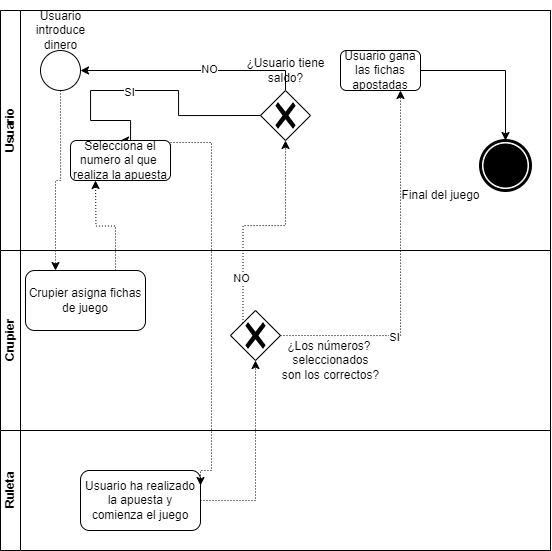 Usuario
introduce
dinero
NO
¿Usuario tiene
saldo?
Usuario gana
las fichas
apostadas
SI
Usuario
Selecciona el
numero al que
realiza la apuesta
Final del juego
NO
Crupier asigna fichas
de juego
Crupier
SI
¿Los números?
seleccionados
son los correctos?
Ruleta
Usuario ha realizado
la apuesta y
comienza el juego